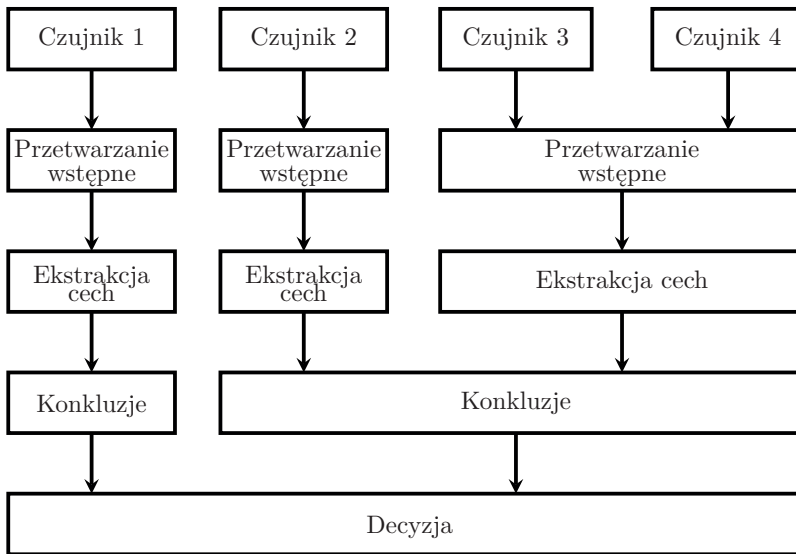 Czujnik 1
Czujnik 2
Czujnik 3
Czujnik 4
Przetwarzanie
wstępne
Przetwarzanie
wstępne
Przetwarzanie
wstępne
Ekstrakcja
cech
Ekstrakcja
cech
Ekstrakcja cech
Konkluzje
Konkluzje
Decyzja